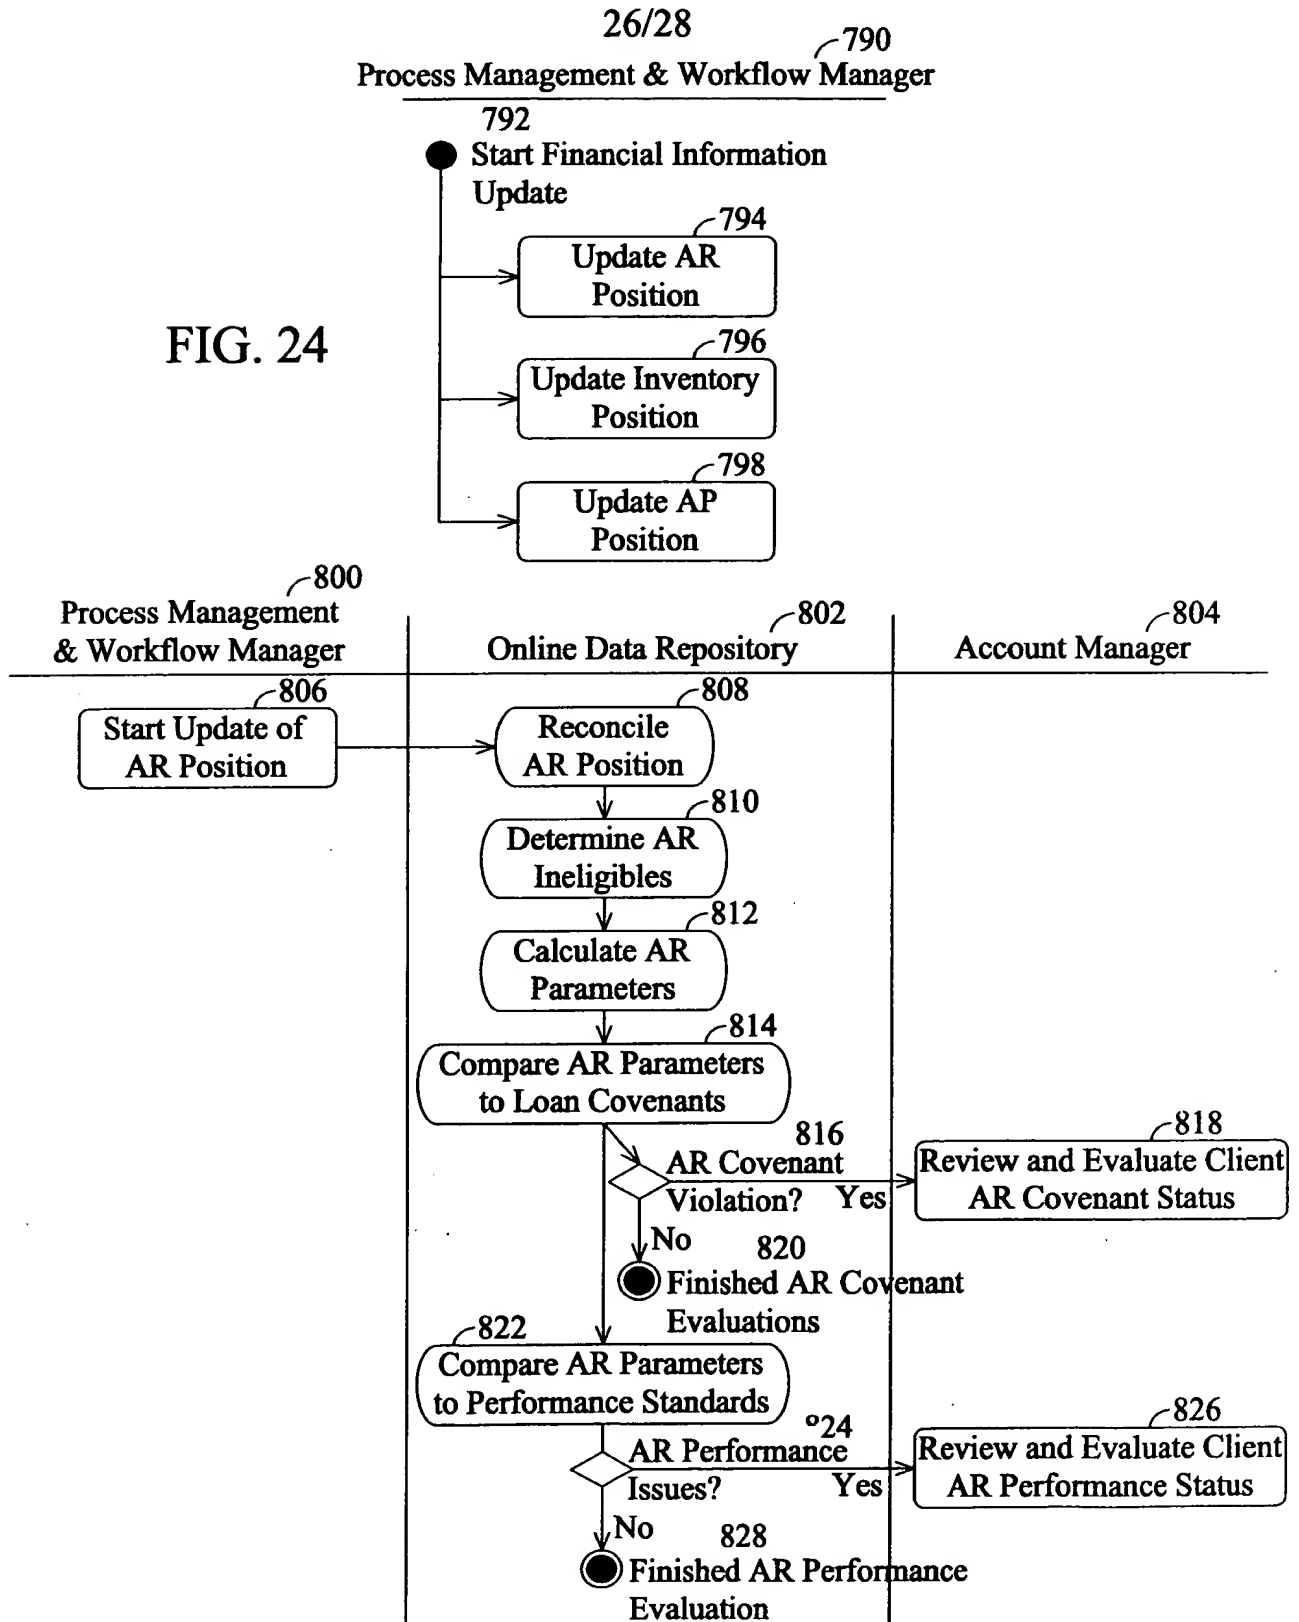 26/28
790
Process Management & Workflow Manager
792
Start Financial Information
Update
794
Update AR
Position
FIG. 24
796
Update Inventory
Position
798
Update AP
Position
800
Process Management
& Workflow Manager
802
Online Data Repository
804
Account Manager
806
Start Update of
AR Position
808
Reconcile
AR Position
810
Determine AR
Ineligibles
812
Calculate AR
Parameters
814
Compare AR Parameters
to Loan Covenants
816
AR Covenant
Violation?
Yes
818
Review and Evaluate Client
AR Covenant Status
No
820
Finished AR Covenant
Evaluations
822
Compare AR Parameters
to Performance Standards
824
AR Performance
Issues?
Yes
826
Review and Evaluate Client
AR Performance Status
No
828
Finished AR Performance
Evaluation